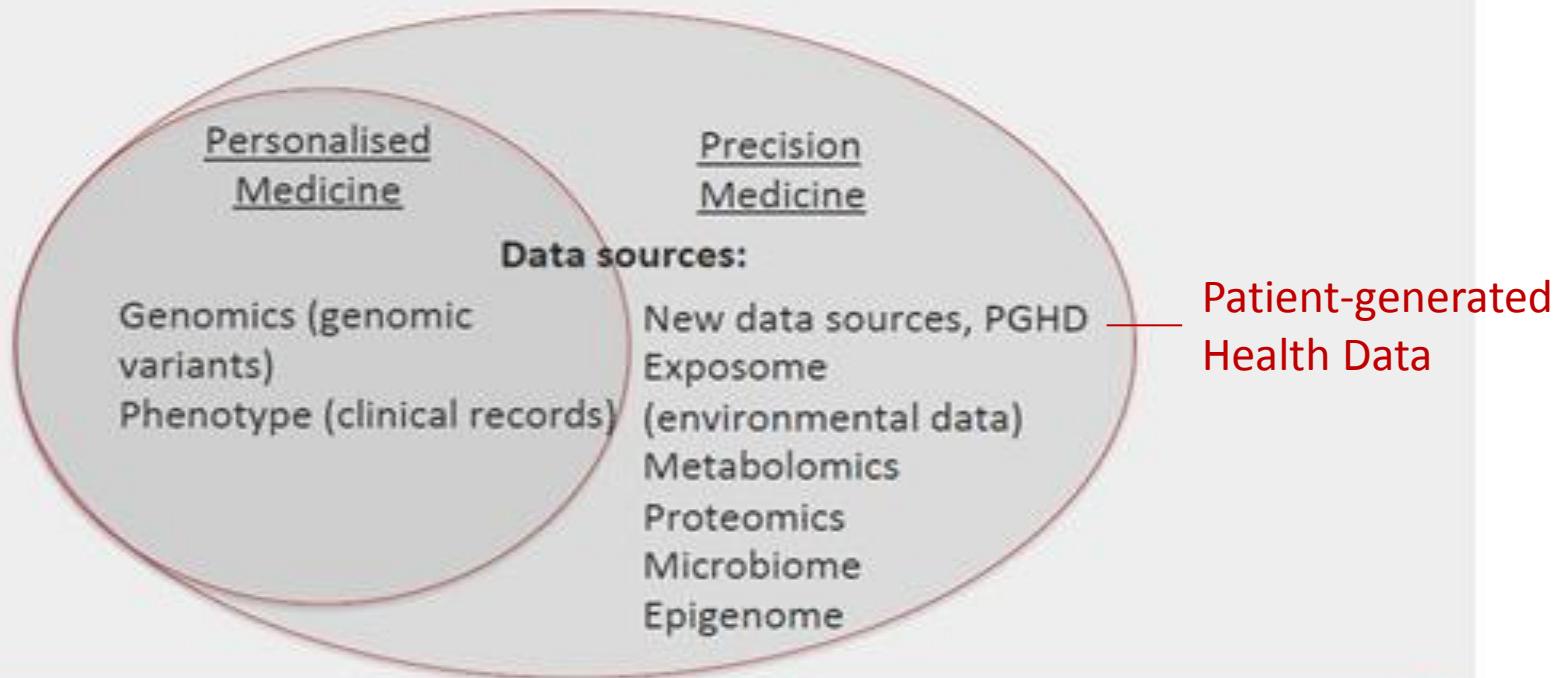 Personalised
Medicine
Precision
Medicine
Data sources:
Genomics (genomic
variants)
Phenotype (clinical records)
New data sources, PGHD
Exposome
(environmental data)
Metabolomics
Proteomics
Microbiome
Epigenome
Patient-generated
Health Data